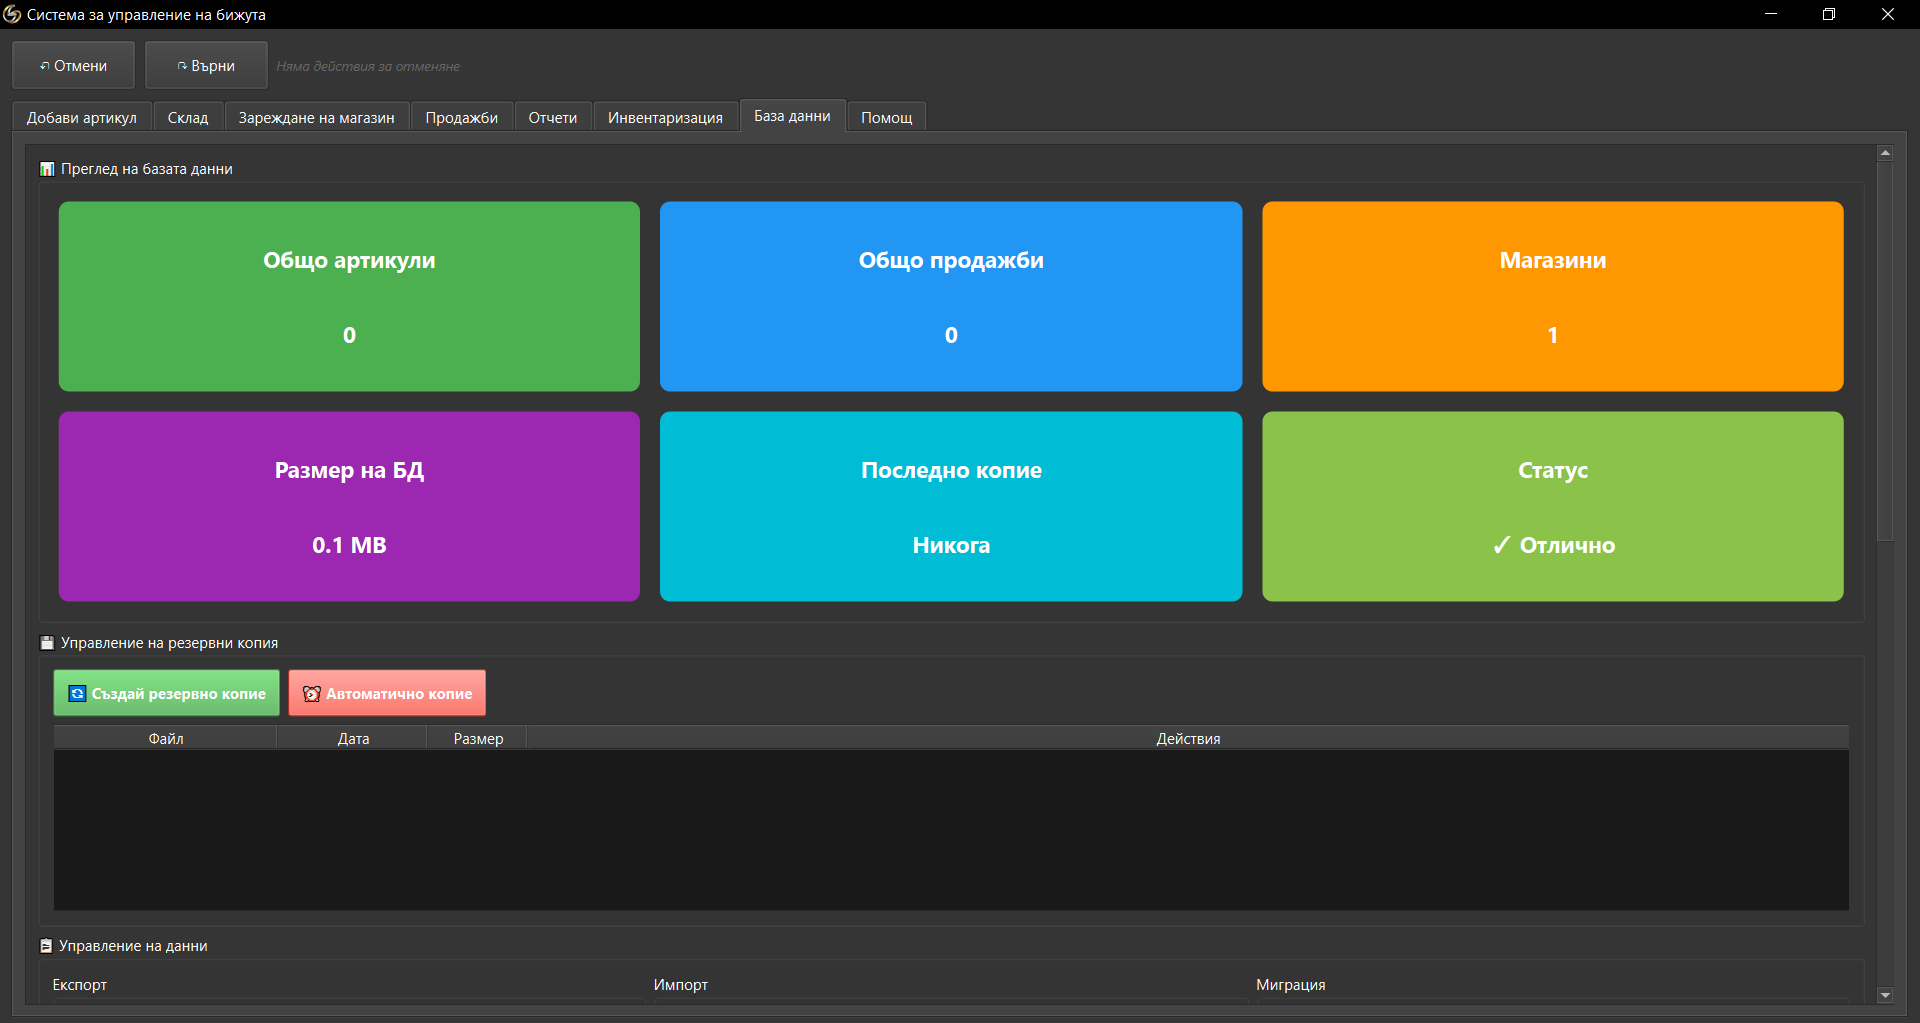 Система за управление на бижута
Отмени
Върни
Няма действия за отменяне
Добави артикул
Склад
Зареждане на магазин
Продажби
Отчети
Инвентаризация
База данни
Помощ
Преглед на базата данни
Общо артикули
0
Общо продажби
0
Магазини
1
Размер на БД
0.1 MB
Последно копие
Никога
Статус
✓ Отлично
Управление на резервни копия
Създай резервно копие
Автоматично копие
Файл
Дата
Размер
Действия
Управление на данни
Експорт
Импорт
Миграция